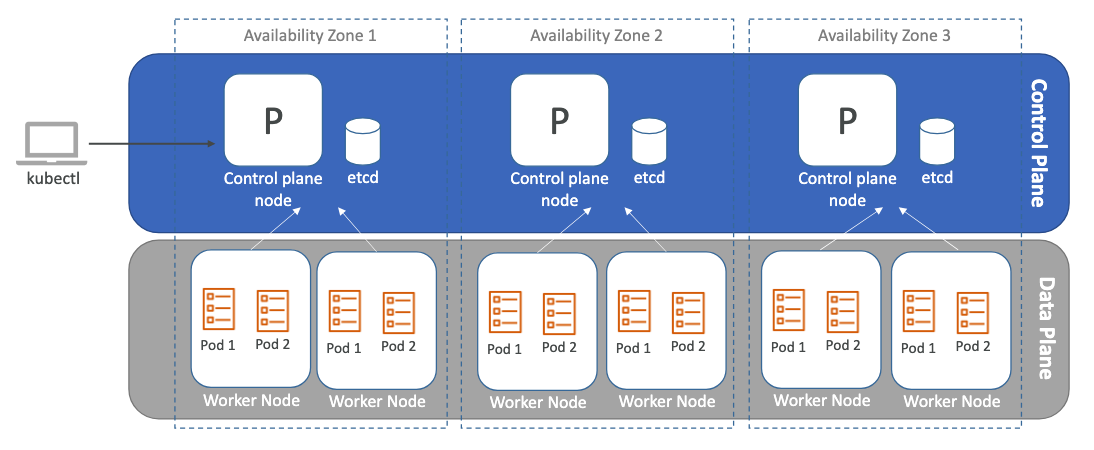 Availability Zone 1
Availability Zone 2
Availability Zone 3
Control Plane
kubectl
P
Control plane
node
etcd
P
Control plane
node
etcd
P
Control plane
node
etcd
Data Plane
Pod 1
Pod 2
Worker Node
Pod 1
Pod 2
Worker Node
Pod 1
Pod 2
Worker Node
Pod 1
Pod 2
Worker Node
Pod 1
Pod 2
Worker Node
Pod 1
Pod 2
Worker Node